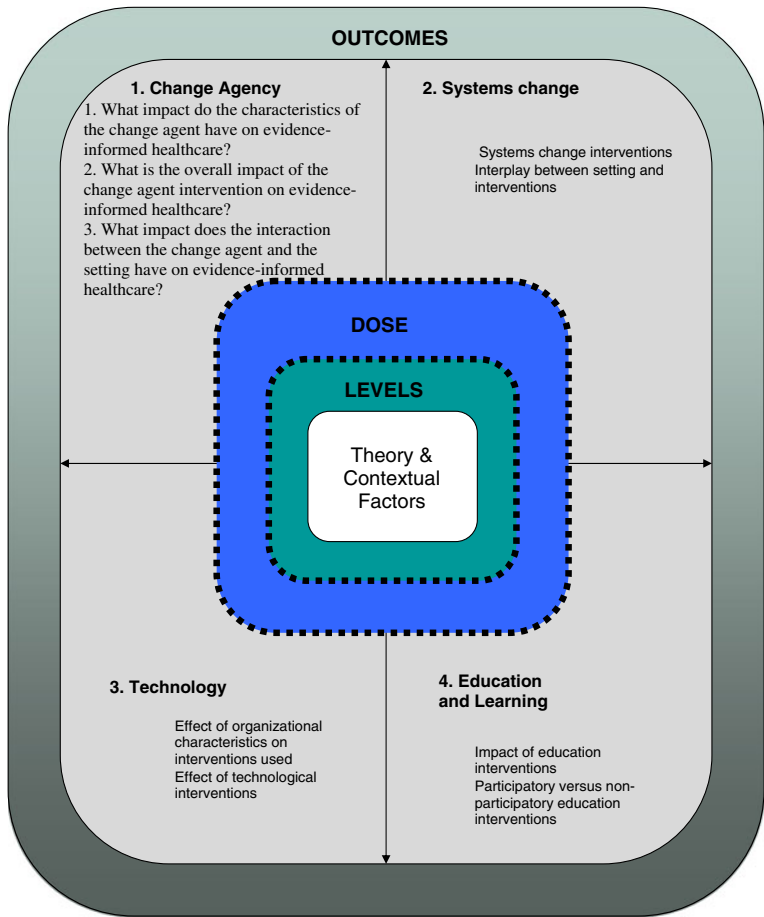 OUTCOMES
1. Change Agency
1. What impact do the characteristics of
the change agent have on evidence-
informed healthcare?
2. What is the overall impact of the
change agent intervention on evidence-
informed healthcare?
3. What impact does the interaction
between the change agent and the
setting have on evidence-informed
healthcare?
2. Systems change
Systems change interventions
Interplay between setting and
interventions
DOSE
LEVELS
Theory &
Contextual
Factors
3. Technology
Effect of organizational
characteristics on
interventions used
Effect of technological
interventions
4. Education
and Learning
Impact of education
interventions
Participatory versus non-
participatory education
interventions